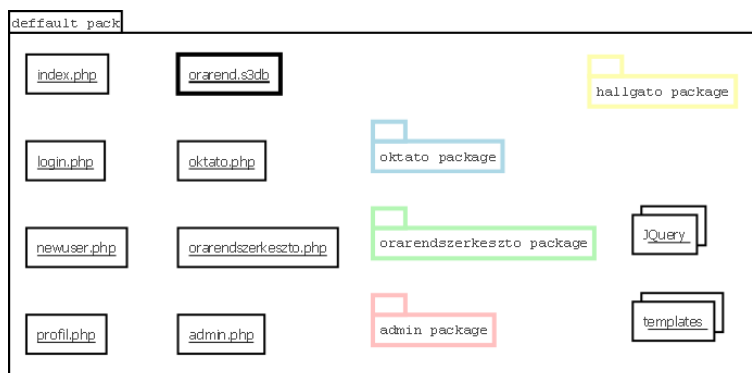 deffault pack
index.php
orarend.s3db
hallgato package
login.php
oktato.php
oktato package
newuser.php
orarendszerkeszto.php
orarendszerkeszto package
JQuery
profil.php
admin.php
admin package
templates